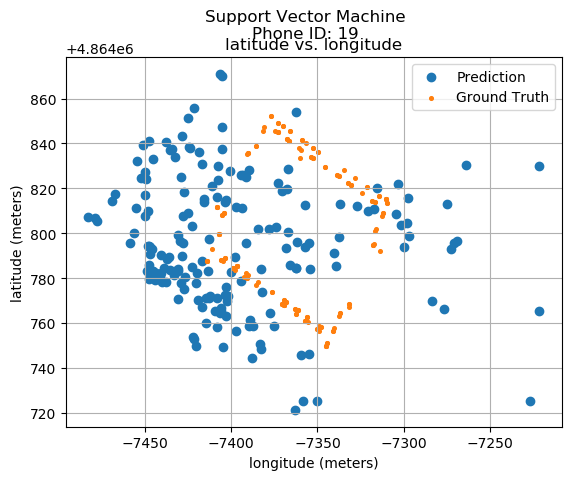 Support Vector Machine
Phone ID: 19
latitude vs. longitude
+4.864e6
Prediction
Ground Truth
860
840
820
800
780
760
740
720
latitude (meters)
−7450 −7400 −7350 −7300 −7250
longitude (meters)